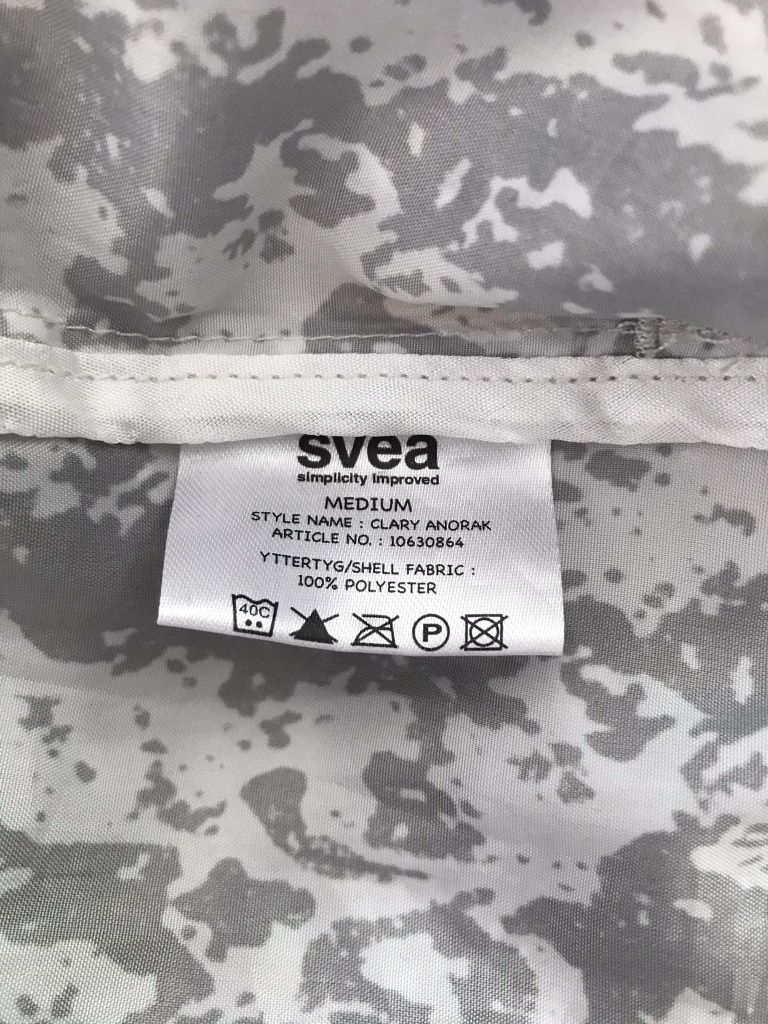 svea
simplicity improved
MEDIUM
STYLE NAME : CLARY ANORAK
ARTICLE NO. : 10630864
YTTERTYG/SHELL FABRIC :
100% POLYESTER
40C P